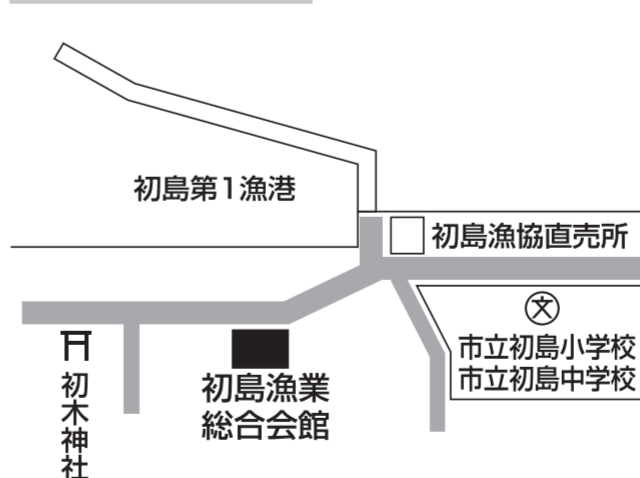 初島第1漁港
初島漁協直売所
文
市立初島小学校
市立初島中学校
初島漁業
総合会館
初木神社